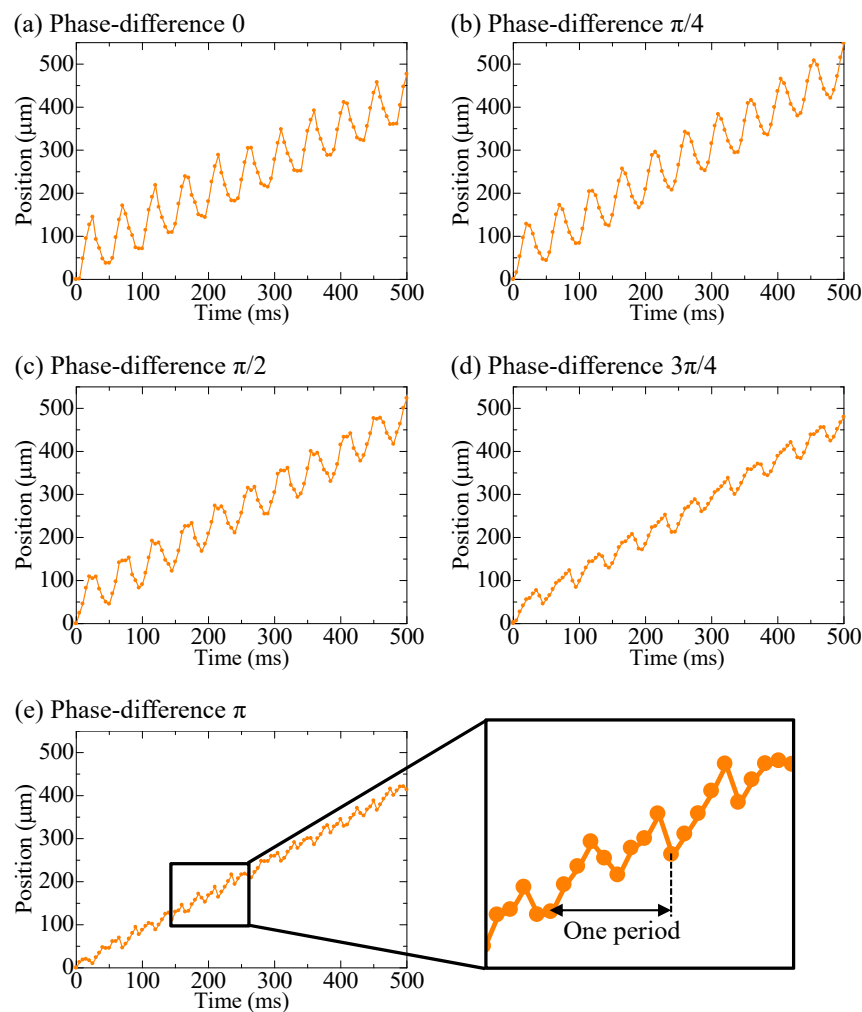 (a) Phase-difference 0
500
400
300
200
100
0
Position (μm)
0 100 200 300 400 500
Time (ms)
(b) Phase-difference π/4
500
400
300
200
100
0
Position (μm)
0 100 200 300 400 500
Time (ms)
(c) Phase-difference π/2
500
400
300
200
100
0
Position (μm)
0 100 200 300 400 500
Time (ms)
(d) Phase-difference 3π/4
500
400
300
200
100
0
Position (μm)
0 100 200 300 400 500
Time (ms)
(e) Phase-difference π
500
400
300
200
100
0
Position (μm)
0 100 200 300 400 500
Time (ms)
One period